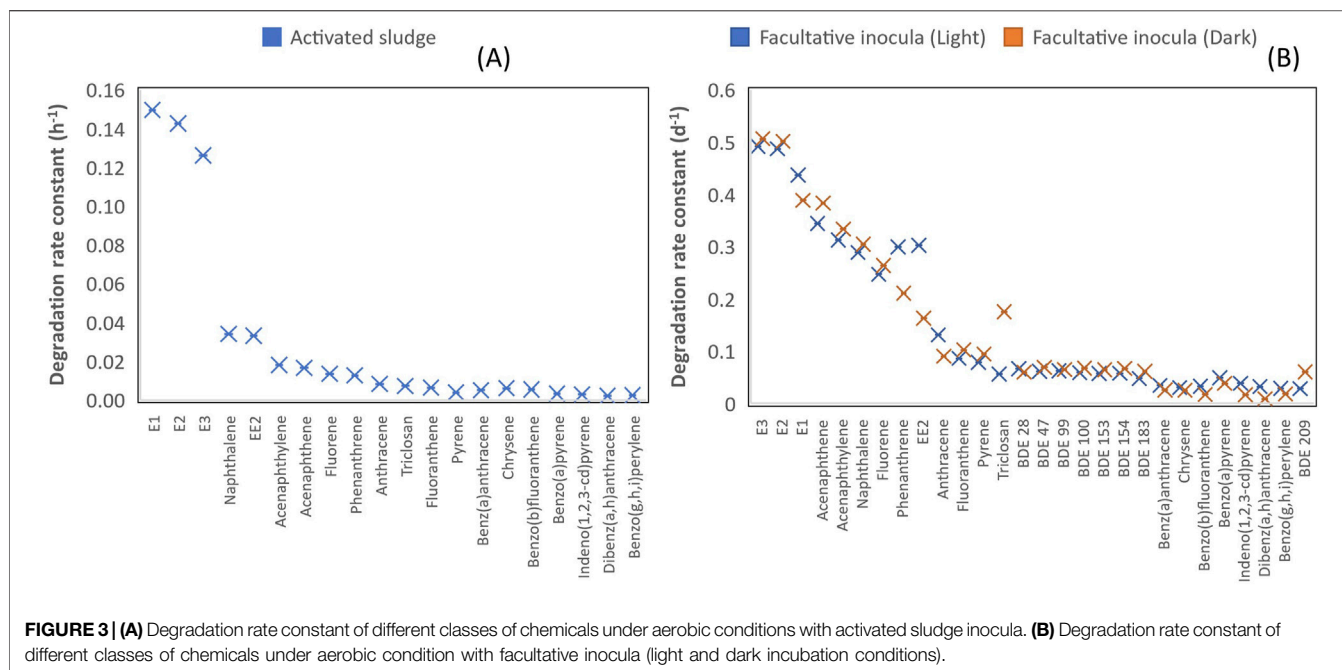 Activated sludge
(A)
Degradation rate constant (h-1)
0.16
0.14
0.12
0.10
0.08
0.06
0.04
0.02
0.00
E1
E2
E3
Naphthalene
EE2
Acenaphthylene
Acenaphthene
Fluorene
Phenanthrene
Anthracene
Triclosan
Fluoranthene
Pyrene
Benz(a)anthracene
Chrysene
Benzo(b)fluoranthene
Benzo(a)pyrene
Indeno(1,2,3-cd)pyrene
Dibenz(a,h)anthracene
Benzo(g,h,i)perylene
Facultative inocula (Light)
Facultative inocula (Dark)
(B)
Degradation rate constant (d-1)
0.6
0.5
0.4
0.3
0.2
0.1
0
E3
E2
E1
Acenaphthene
Acenaphylene
Naphthalene
Fluorene
Phenanthrene
EE2
Anthracene
Fluoranthene
Pyrene
Triclosan
BDE 28
BDE 47
BDE 99
BDE 100
BDE 153
BDE 154
BDE 183
Benz(a)anthracene
Chrysene
Benzo(b)fluoranthene
Benzo(a)pyrene
Indeno(1,2,3-cd)pyrene
Dibenz(a,h)anthracene
Benzo(g,h,i)perylene
BDE 209
FIGURE 3 | (A) Degradation rate constant of different classes of chemicals under aerobic conditions with activated sludge inocula. (B) Degradation rate constant of
different classes of chemicals under aerobic condition with facultative inocula (light and dark incubation conditions).